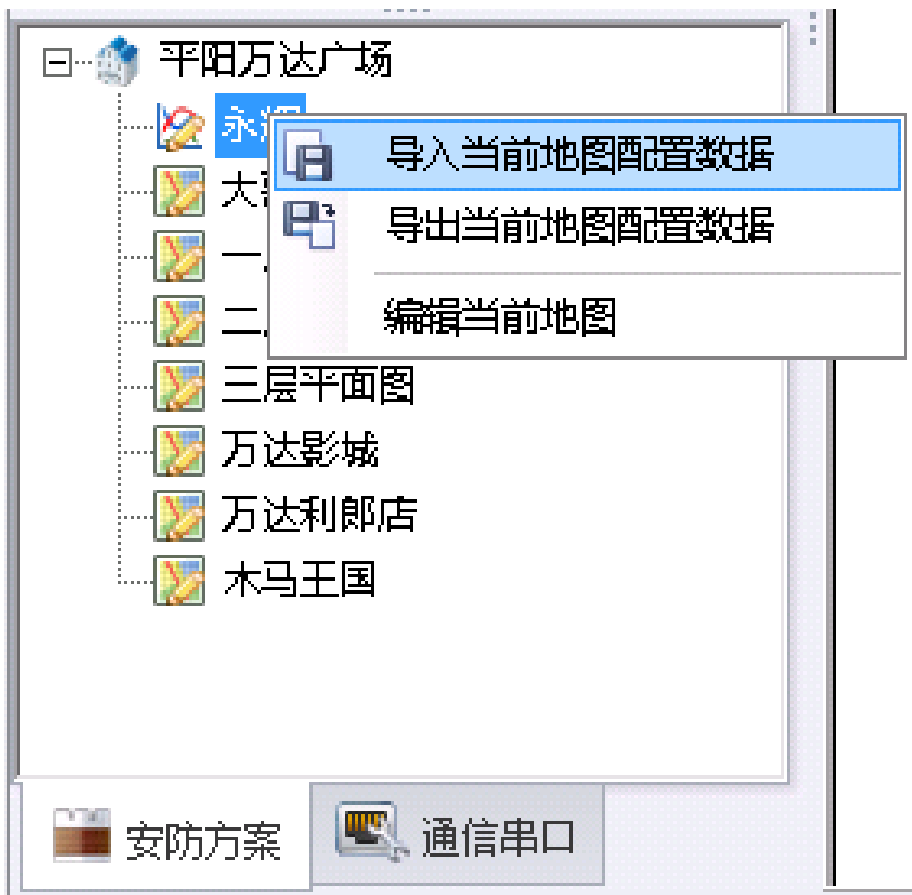 平阳万达广场
永辉
导入当前地图配置数据
大
导出当前地图配置数据
一
二
编辑当前地图
三层平面图
万达影城
万达利郎店
木马王国
安防方案
通信串口